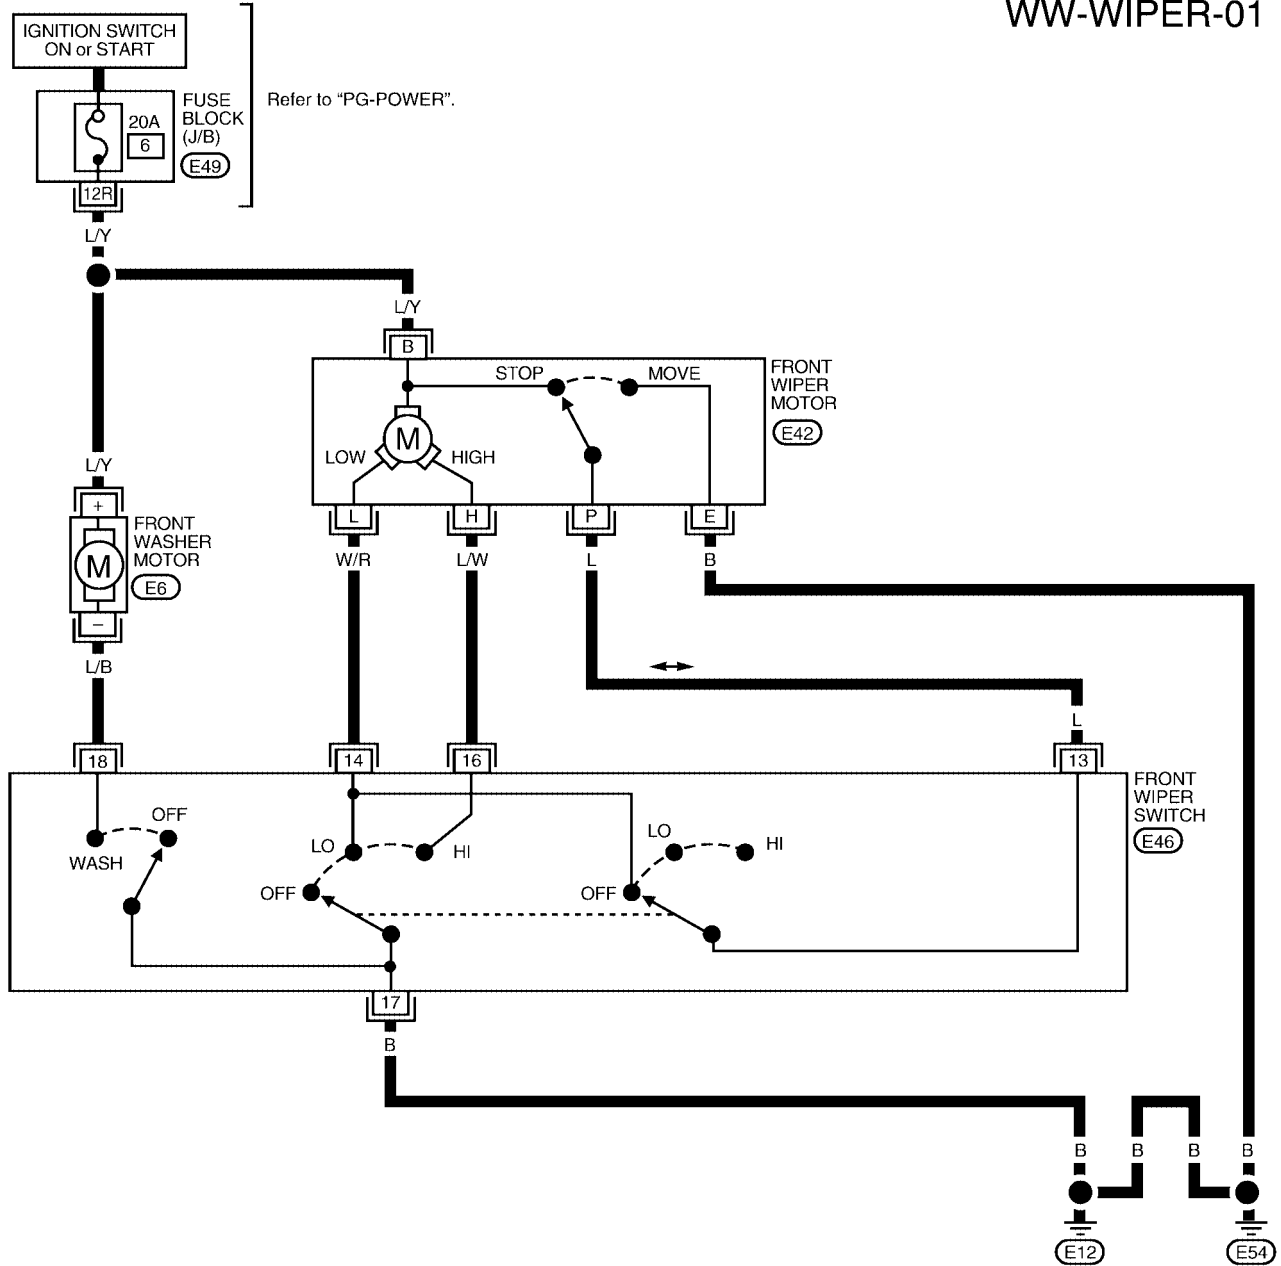 WW-WIPER-01
IGNITION SWITCH
ON or START
FUSE
BLOCK
(J/B)
20A
6
E49
Refer to “PG-POWER”.
12R
L/Y
L/Y
B
STOP
MOVE
FRONT
WIPER
MOTOR
E42
M
LOW
HIGH
L/Y
+
L
H
P
E
FRONT
WASHER
MOTOR
M
E6
W/R
L/W
L
B
–
L/B
L
18
14
16
13
FRONT
WIPER
SWITCH
E46
OFF
WASH
LO
HI
OFF
LO
HI
OFF
17
B
B
B
B
B
E12
E54